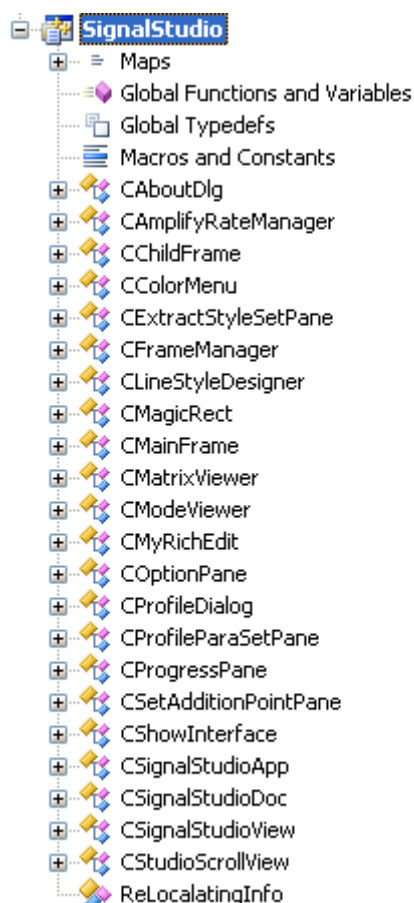 SignalStudio
Maps
Global Functions and Variables
Global Typedefs
Macros and Constants
CAboutDlg
CAmplifyRateManager
CChildFrame
CColorMenu
CExtractStyleSetPane
CFrameManager
CLineStyleDesigner
CMagicRect
CMainFrame
CMatrixViewer
CModeViewer
CMyRichEdit
COptionPane
CProfileDialog
CProfileParaSetPane
CProgressPane
CSetAdditionPointPane
CShowInterface
CSignalStudioApp
CSignalStudioDoc
CSignalStudioView
CStudioScrollView
ReLocalatingInfo